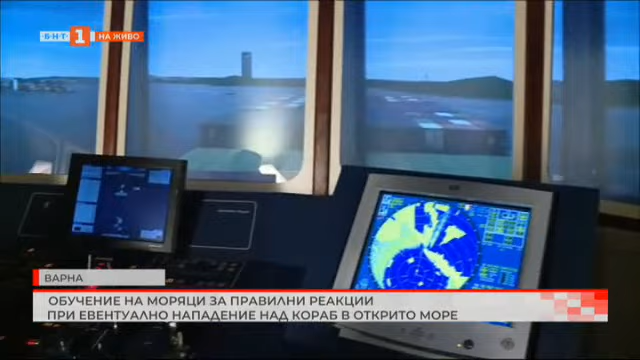 БНТ 1 НА ЖИВО
ВАРНА
ОБУЧЕНИЕ НА МОРЯЦИ ЗА ПРАВИЛНИ РЕАКЦИИ
ПРИ ЕВЕНТУАЛНО НАПАДЕНИЕ НАД КОРАБ В ОТКРИТО МОРЕ